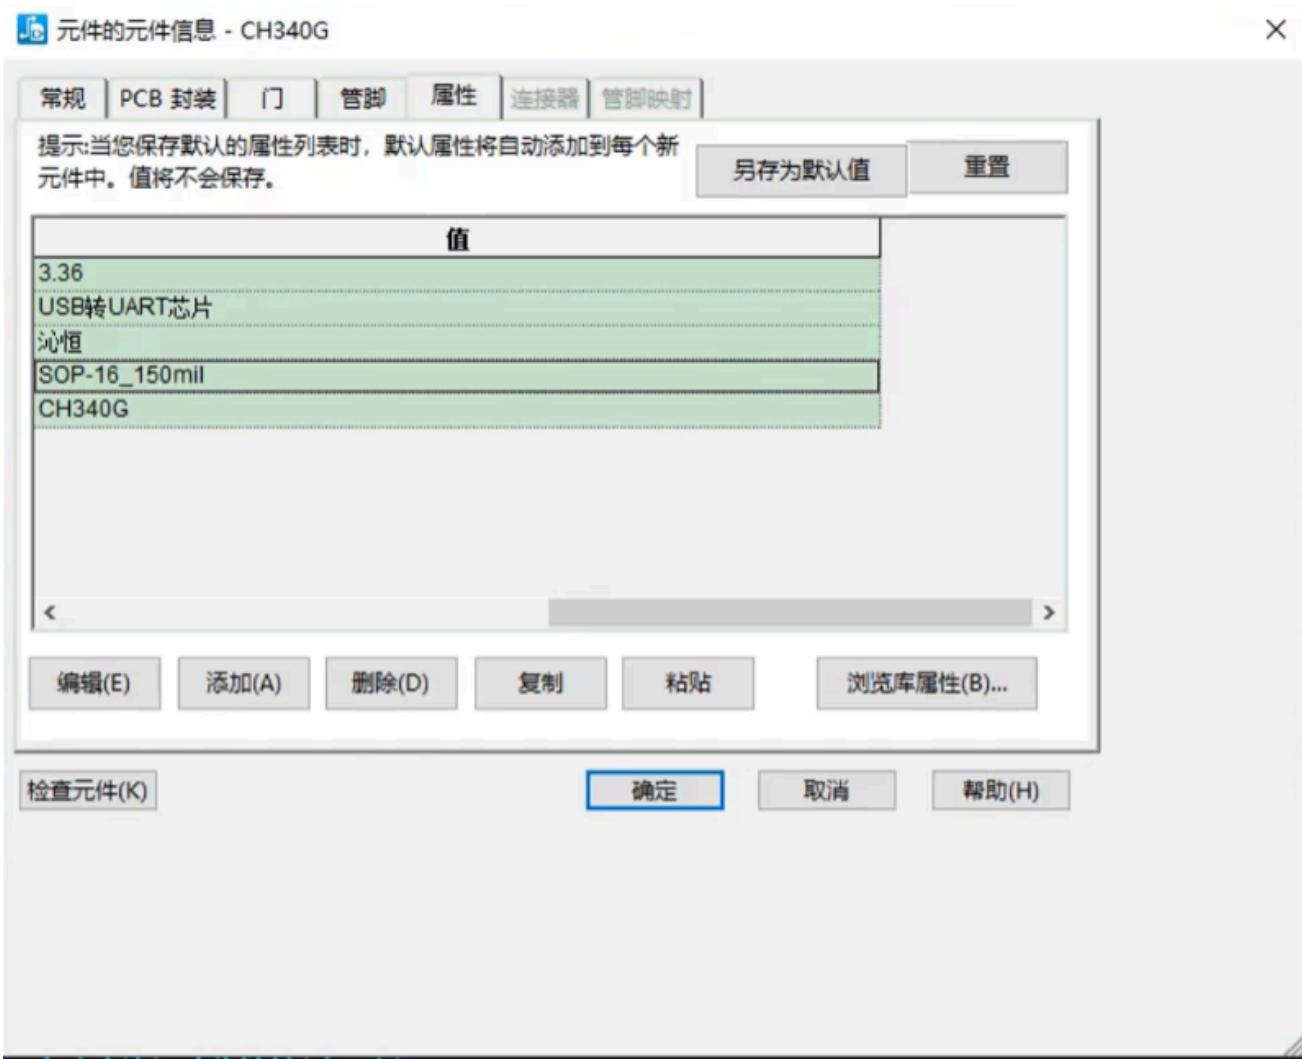 元件的元件信息 - CH340G
常规 PCB 封装 门 管脚 属性 连接器 管脚映射
提示:当您保存默认的属性列表时，默认属性将自动添加到每个新
元件中。值将不会保存。
另存为默认值 重置
值
3.36
USB转UART芯片
沁恒
SOP-16_150mil
CH340G
编辑(E) 添加(A) 删除(D) 复制 粘贴 浏览库属性(B)...
检查元件(K) 确定 取消 帮助(H)